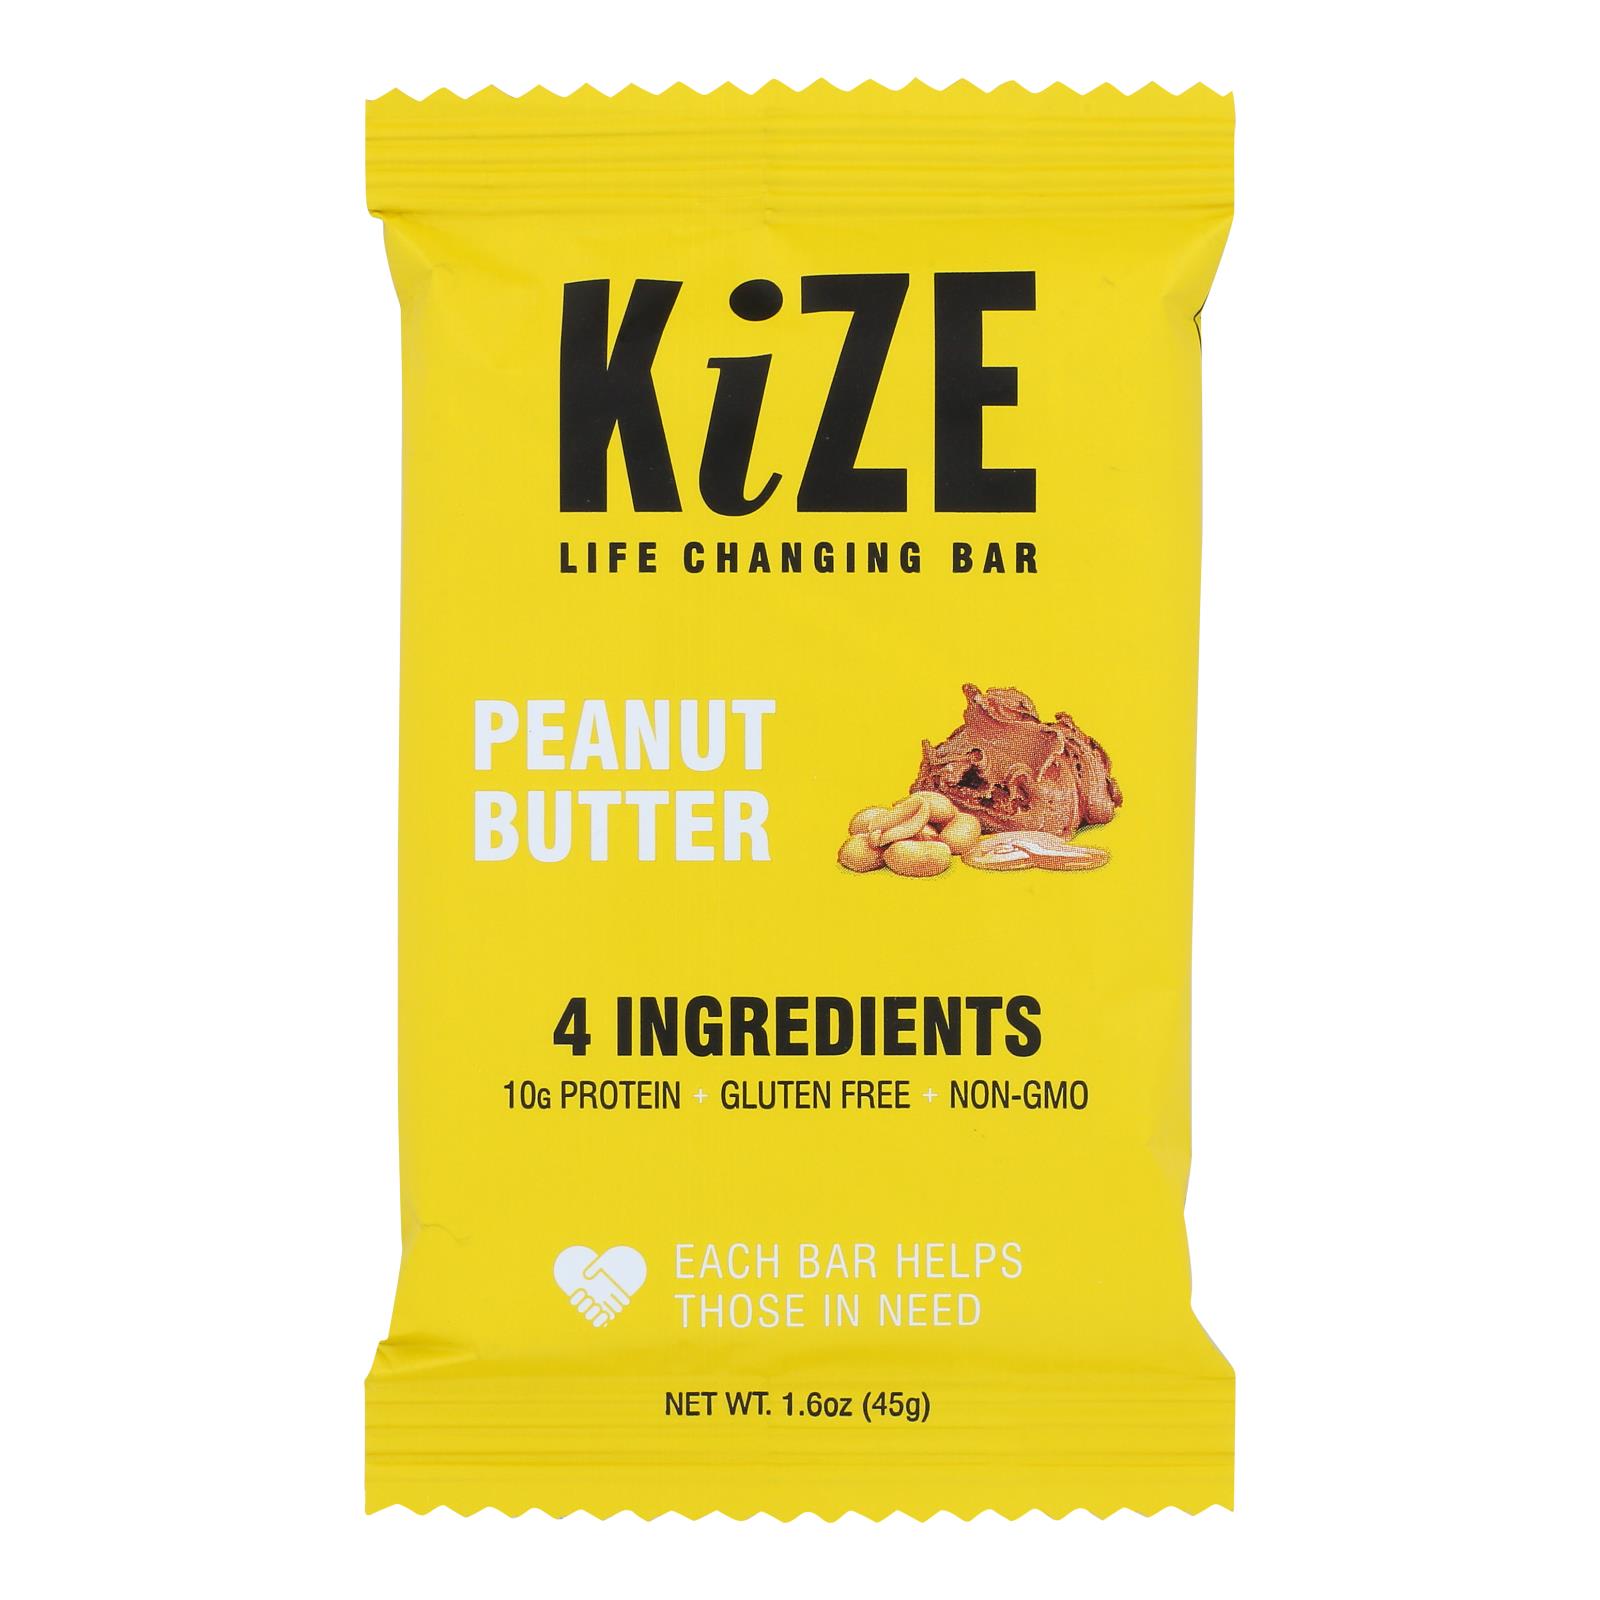 KiZE
LIFE CHANGING BAR
PEANUT
BUTTER
4 INGREDIENTS
10G PROTEIN + GLUTEN FREE + NON-GMO
EACH BAR HELPS
THOSE IN NEED
NET WT. 1.6oz (45g)